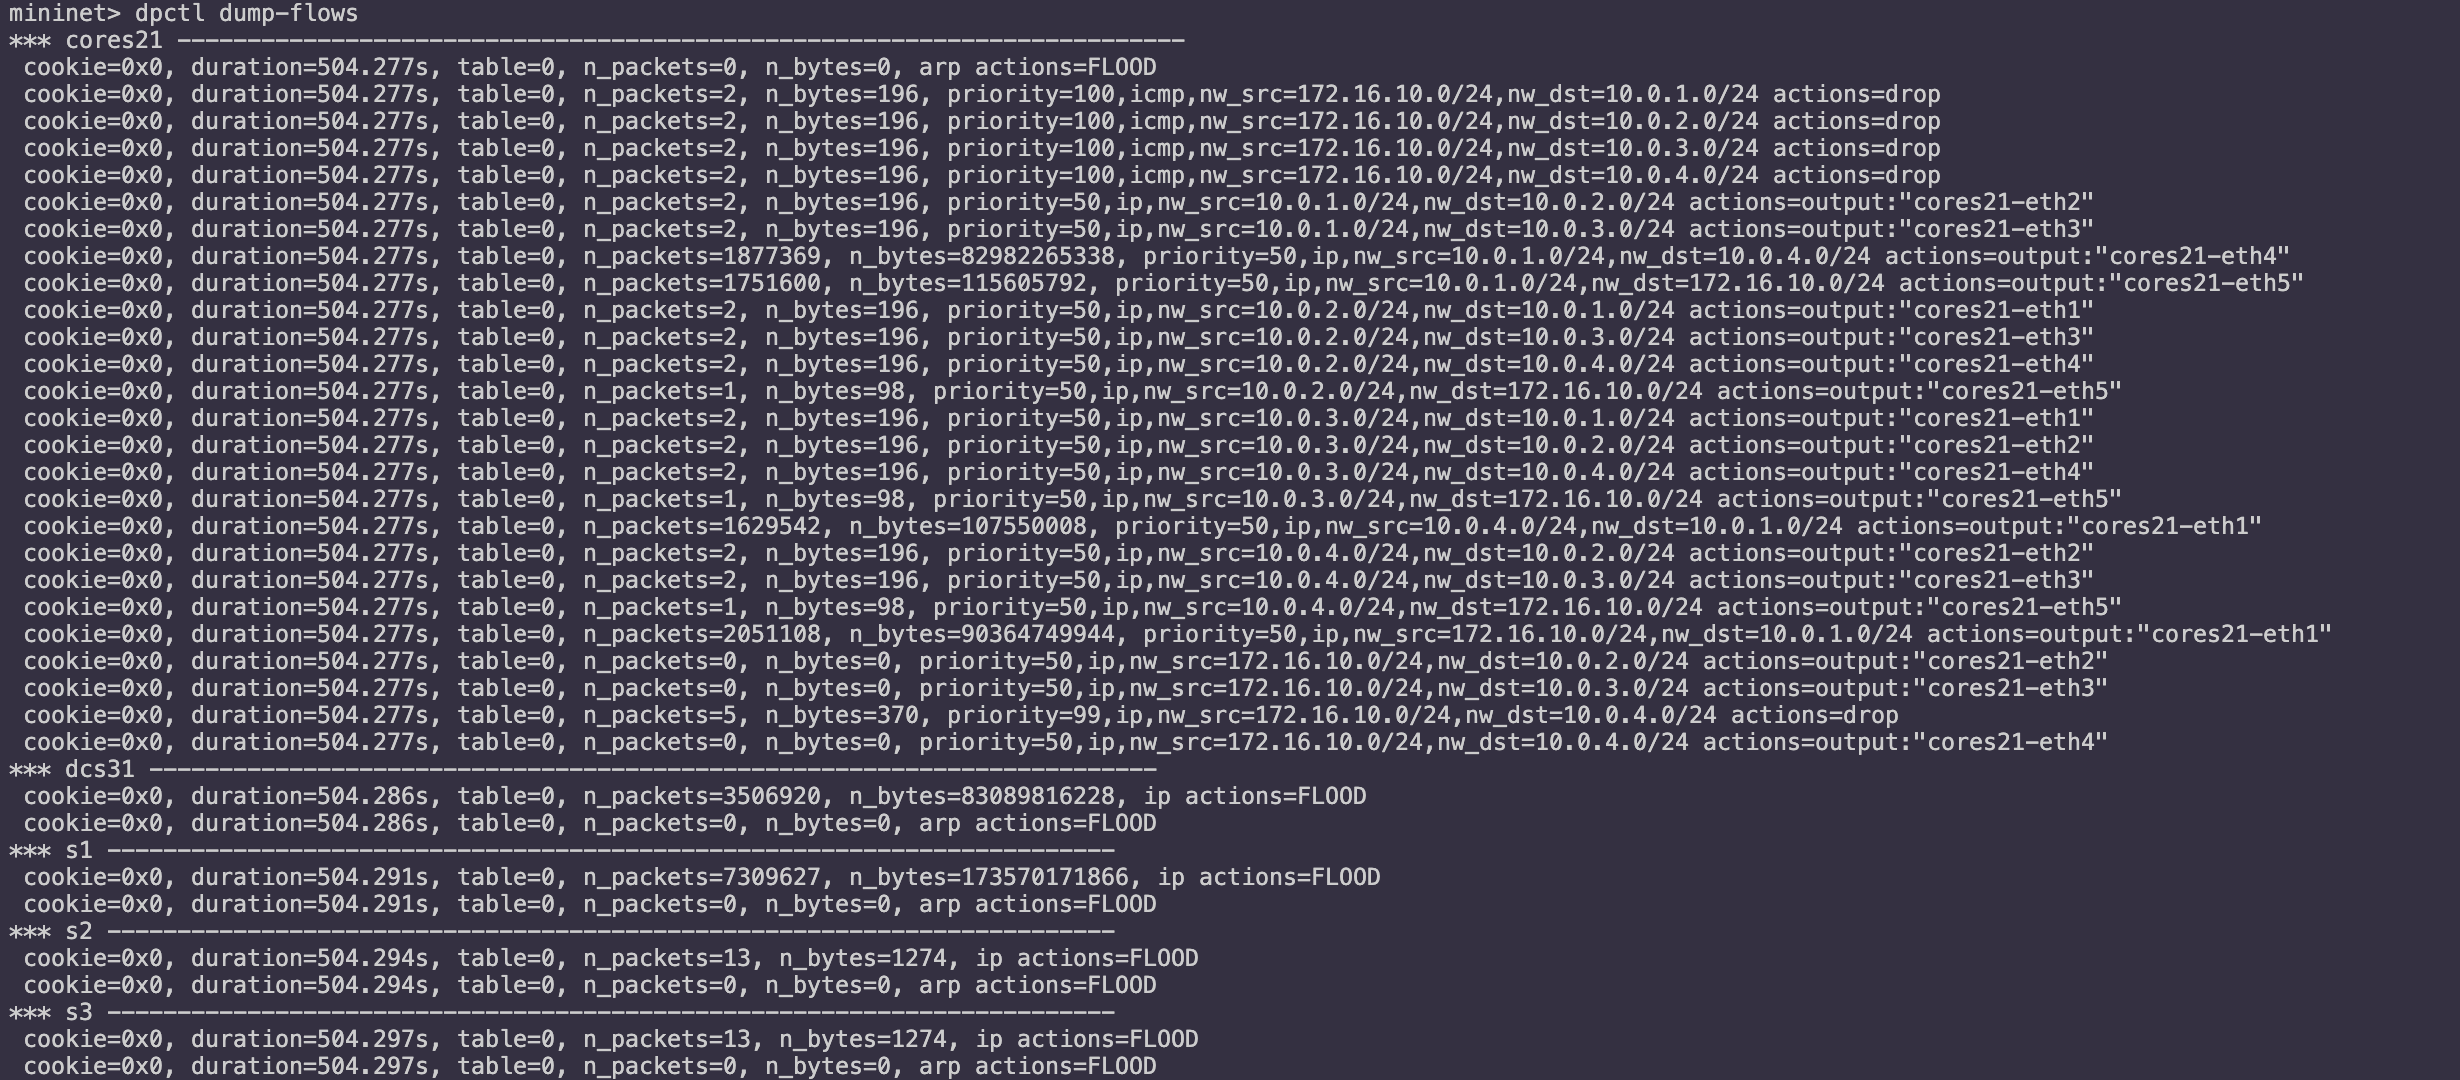 mininet> dpctl dump-flows
*** cores21 ------------------------------------------------------------------------
 cookie=0x0, duration=504.277s, table=0, n_packets=0, n_bytes=0, arp actions=FLOOD
 cookie=0x0, duration=504.277s, table=0, n_packets=2, n_bytes=196, priority=100,icmp,nw_src=172.16.10.0/24,nw_dst=10.0.1.0/24 actions=drop
 cookie=0x0, duration=504.277s, table=0, n_packets=2, n_bytes=196, priority=100,icmp,nw_src=172.16.10.0/24,nw_dst=10.0.2.0/24 actions=drop
 cookie=0x0, duration=504.277s, table=0, n_packets=2, n_bytes=196, priority=100,icmp,nw_src=172.16.10.0/24,nw_dst=10.0.3.0/24 actions=drop
 cookie=0x0, duration=504.277s, table=0, n_packets=2, n_bytes=196, priority=100,icmp,nw_src=172.16.10.0/24,nw_dst=10.0.4.0/24 actions=drop
 cookie=0x0, duration=504.277s, table=0, n_packets=2, n_bytes=196, priority=50,ip,nw_src=10.0.1.0/24,nw_dst=10.0.2.0/24 actions=output:"cores21-eth2"
 cookie=0x0, duration=504.277s, table=0, n_packets=2, n_bytes=196, priority=50,ip,nw_src=10.0.1.0/24,nw_dst=10.0.3.0/24 actions=output:"cores21-eth3"
 cookie=0x0, duration=504.277s, table=0, n_packets=1877369, n_bytes=82982265338, priority=50,ip,nw_src=10.0.1.0/24,nw_dst=10.0.4.0/24 actions=output:"cores21-eth4"
 cookie=0x0, duration=504.277s, table=0, n_packets=1751600, n_bytes=115605792, priority=50,ip,nw_src=10.0.1.0/24,nw_dst=172.16.10.0/24 actions=output:"cores21-eth5"
 cookie=0x0, duration=504.277s, table=0, n_packets=2, n_bytes=196, priority=50,ip,nw_src=10.0.2.0/24,nw_dst=10.0.1.0/24 actions=output:"cores21-eth1"
 cookie=0x0, duration=504.277s, table=0, n_packets=2, n_bytes=196, priority=50,ip,nw_src=10.0.2.0/24,nw_dst=10.0.3.0/24 actions=output:"cores21-eth3"
 cookie=0x0, duration=504.277s, table=0, n_packets=2, n_bytes=196, priority=50,ip,nw_src=10.0.2.0/24,nw_dst=10.0.4.0/24 actions=output:"cores21-eth4"
 cookie=0x0, duration=504.277s, table=0, n_packets=1, n_bytes=98, priority=50,ip,nw_src=10.0.2.0/24,nw_dst=172.16.10.0/24 actions=output:"cores21-eth5"
 cookie=0x0, duration=504.277s, table=0, n_packets=2, n_bytes=196, priority=50,ip,nw_src=10.0.3.0/24,nw_dst=10.0.1.0/24 actions=output:"cores21-eth1"
 cookie=0x0, duration=504.277s, table=0, n_packets=2, n_bytes=196, priority=50,ip,nw_src=10.0.3.0/24,nw_dst=10.0.2.0/24 actions=output:"cores21-eth2"
 cookie=0x0, duration=504.277s, table=0, n_packets=2, n_bytes=196, priority=50,ip,nw_src=10.0.3.0/24,nw_dst=10.0.4.0/24 actions=output:"cores21-eth4"
 cookie=0x0, duration=504.277s, table=0, n_packets=1, n_bytes=98, priority=50,ip,nw_src=10.0.3.0/24,nw_dst=172.16.10.0/24 actions=output:"cores21-eth5"
 cookie=0x0, duration=504.277s, table=0, n_packets=1629542, n_bytes=107550008, priority=50,ip,nw_src=10.0.4.0/24,nw_dst=10.0.1.0/24 actions=output:"cores21-eth1"
 cookie=0x0, duration=504.277s, table=0, n_packets=2, n_bytes=196, priority=50,ip,nw_src=10.0.4.0/24,nw_dst=10.0.2.0/24 actions=output:"cores21-eth2"
 cookie=0x0, duration=504.277s, table=0, n_packets=2, n_bytes=196, priority=50,ip,nw_src=10.0.4.0/24,nw_dst=10.0.3.0/24 actions=output:"cores21-eth3"
 cookie=0x0, duration=504.277s, table=0, n_packets=1, n_bytes=98, priority=50,ip,nw_src=10.0.4.0/24,nw_dst=172.16.10.0/24 actions=output:"cores21-eth5"
 cookie=0x0, duration=504.277s, table=0, n_packets=2051108, n_bytes=90364749944, priority=50,ip,nw_src=172.16.10.0/24,nw_dst=10.0.1.0/24 actions=output:"cores21-eth1"
 cookie=0x0, duration=504.277s, table=0, n_packets=0, n_bytes=0, priority=50,ip,nw_src=172.16.10.0/24,nw_dst=10.0.2.0/24 actions=output:"cores21-eth2"
 cookie=0x0, duration=504.277s, table=0, n_packets=0, n_bytes=0, priority=50,ip,nw_src=172.16.10.0/24,nw_dst=10.0.3.0/24 actions=output:"cores21-eth3"
 cookie=0x0, duration=504.277s, table=0, n_packets=5, n_bytes=370, priority=99,ip,nw_src=172.16.10.0/24,nw_dst=10.0.4.0/24 actions=drop
 cookie=0x0, duration=504.277s, table=0, n_packets=0, n_bytes=0, priority=50,ip,nw_src=172.16.10.0/24,nw_dst=10.0.4.0/24 actions=output:"cores21-eth4"
*** dcs31 ------------------------------------------------------------------------
 cookie=0x0, duration=504.286s, table=0, n_packets=3506920, n_bytes=83089816228, ip actions=FLOOD
 cookie=0x0, duration=504.286s, table=0, n_packets=0, n_bytes=0, arp actions=FLOOD
*** s1 ------------------------------------------------------------------------
 cookie=0x0, duration=504.291s, table=0, n_packets=7309627, n_bytes=173570171866, ip actions=FLOOD
 cookie=0x0, duration=504.291s, table=0, n_packets=0, n_bytes=0, arp actions=FLOOD
*** s2 ------------------------------------------------------------------------
 cookie=0x0, duration=504.294s, table=0, n_packets=13, n_bytes=1274, ip actions=FLOOD
 cookie=0x0, duration=504.294s, table=0, n_packets=0, n_bytes=0, arp actions=FLOOD
*** s3 ------------------------------------------------------------------------
 cookie=0x0, duration=504.297s, table=0, n_packets=13, n_bytes=1274, ip actions=FLOOD
 cookie=0x0, duration=504.297s, table=0, n_packets=0, n_bytes=0, arp actions=FLOOD